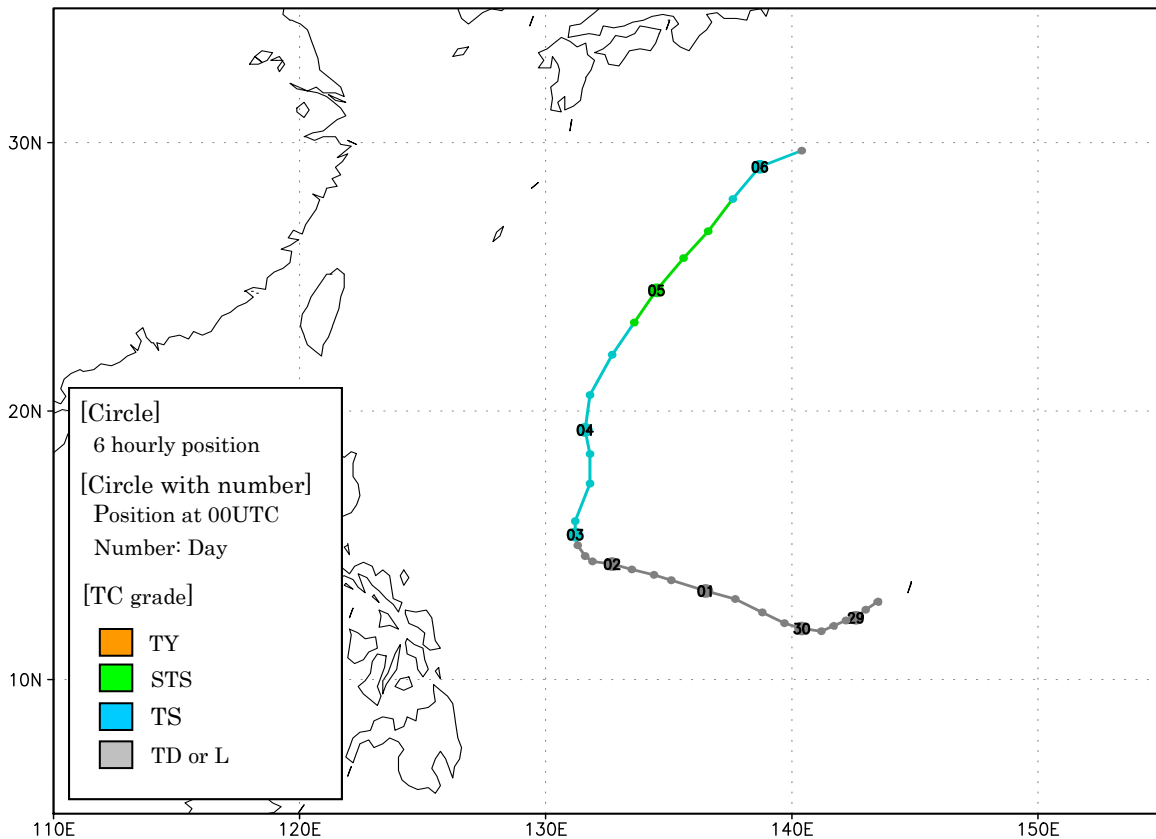 30N
20N
10N
110E
120E
130E
140E
150E
06
05
04
03
02
01
30
29
[Circle]
6 hourly position
[Circle with number]
Position at 00UTC
Number: Day
[TC grade]
TY
STS
TS
TD or L